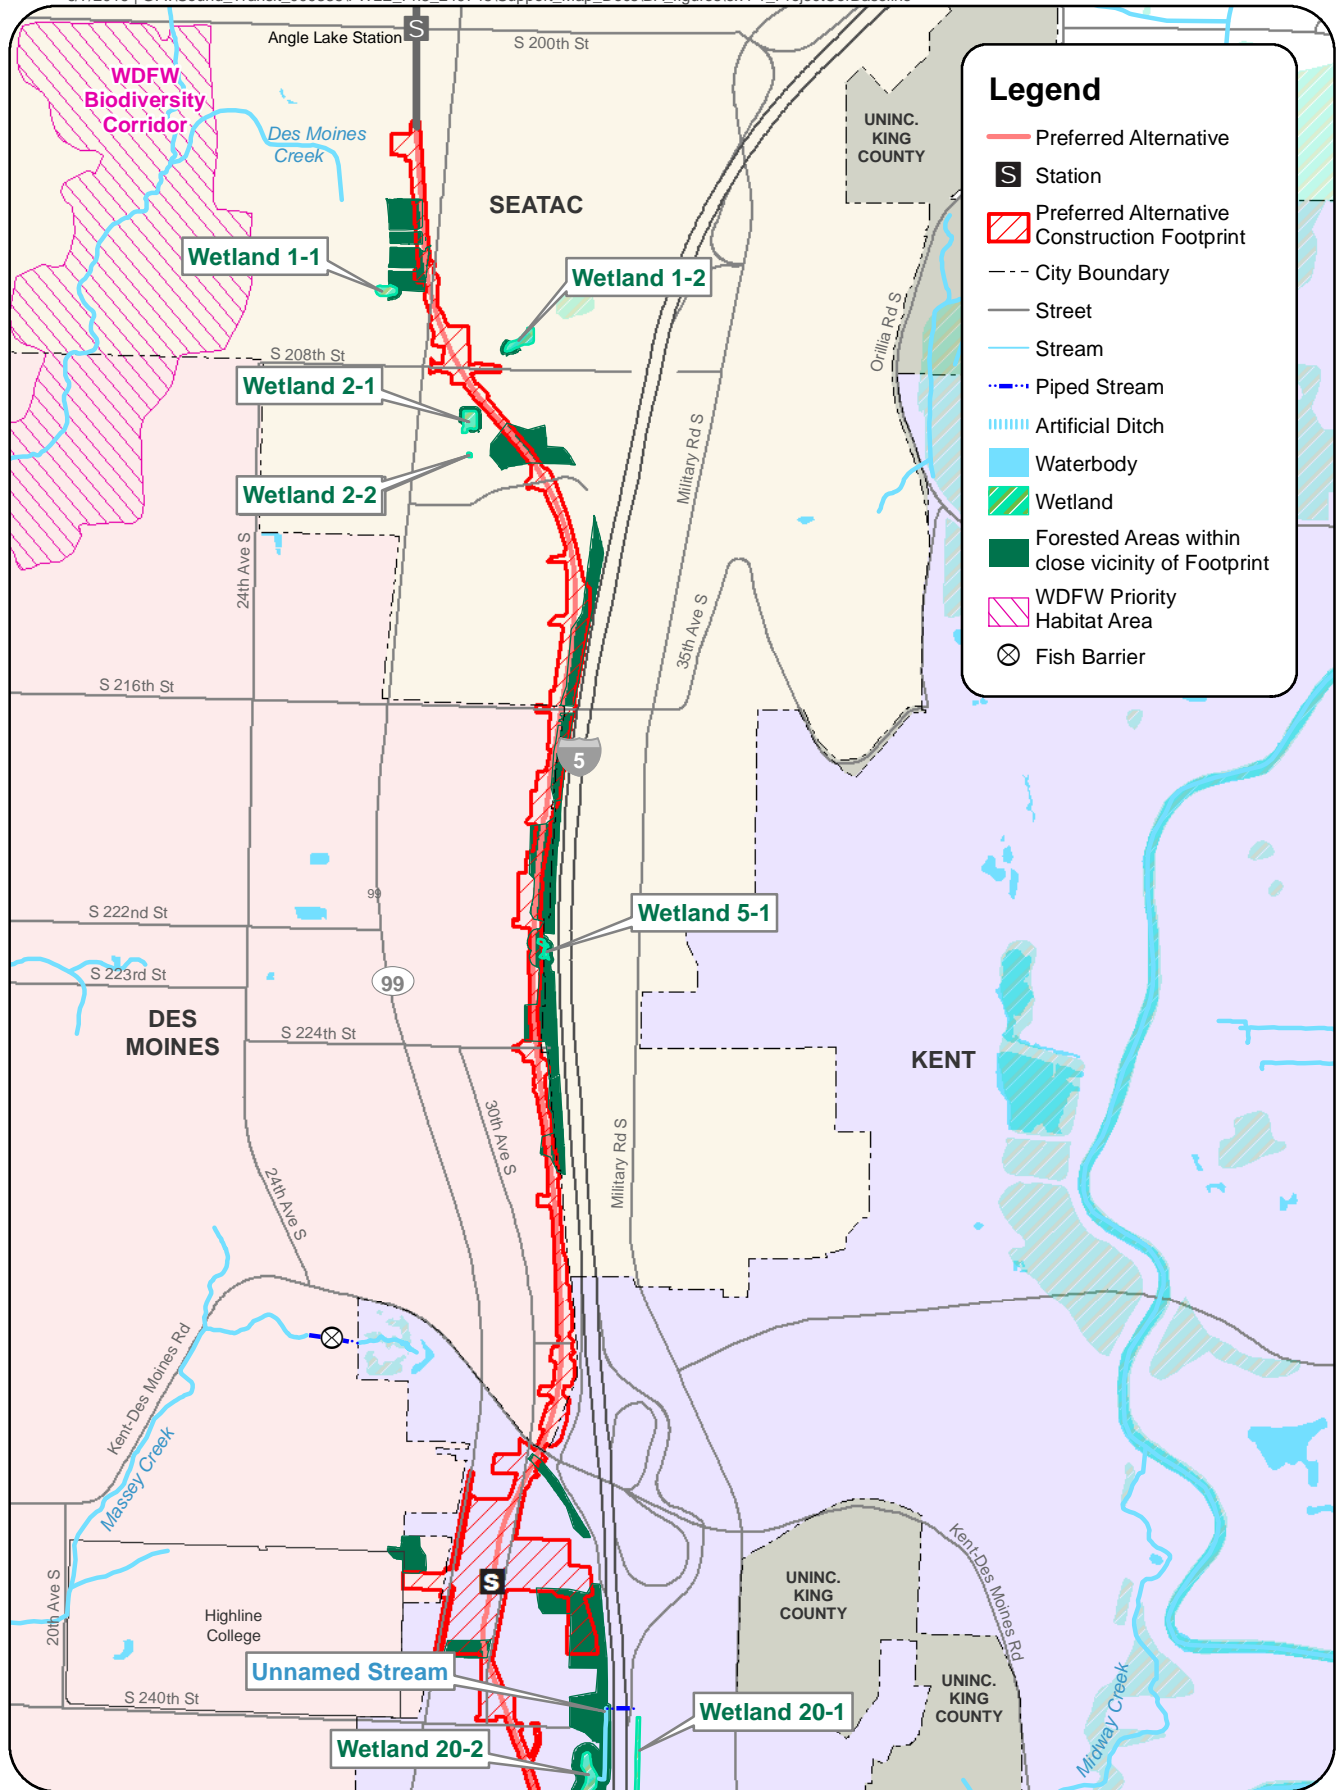 Angle Lake Station
S
S 200th St
WDFW
Biodiversity
Corridor
Des Moines
Creek
SEATAC
UNINC.
KING
COUNTY
Legend
Preferred Alternative
S
Station
Preferred Alternative
Construction Footprint
City Boundary
Street
Stream
Piped Stream
Artificial Ditch
Waterbody
Wetland
Forested Areas within
close vicinity of Footprint
WDFW Priority
Habitat Area
Fish Barrier
Wetland 1-1
Wetland 1-2
Orillia Rd S
S 208th St
Wetland 2-1
Military Rd S
Wetland 2-2
24th Ave S
35th Ave S
S 216th St
5
99
S 222nd St
Wetland 5-1
S 223rd St
99
DES
MOINES
S 224th St
KENT
30th Ave S
Military Rd S
24th Ave S
Kent-Des Moines Rd
Massey Creek
Kent-Des Moines Rd
S
UNINC.
KING
COUNTY
20th Ave S
Highline
College
Unnamed Stream
S 240th St
UNINC.
KING
COUNTY
Wetland 20-1
Midway Creek
Wetland 20-2